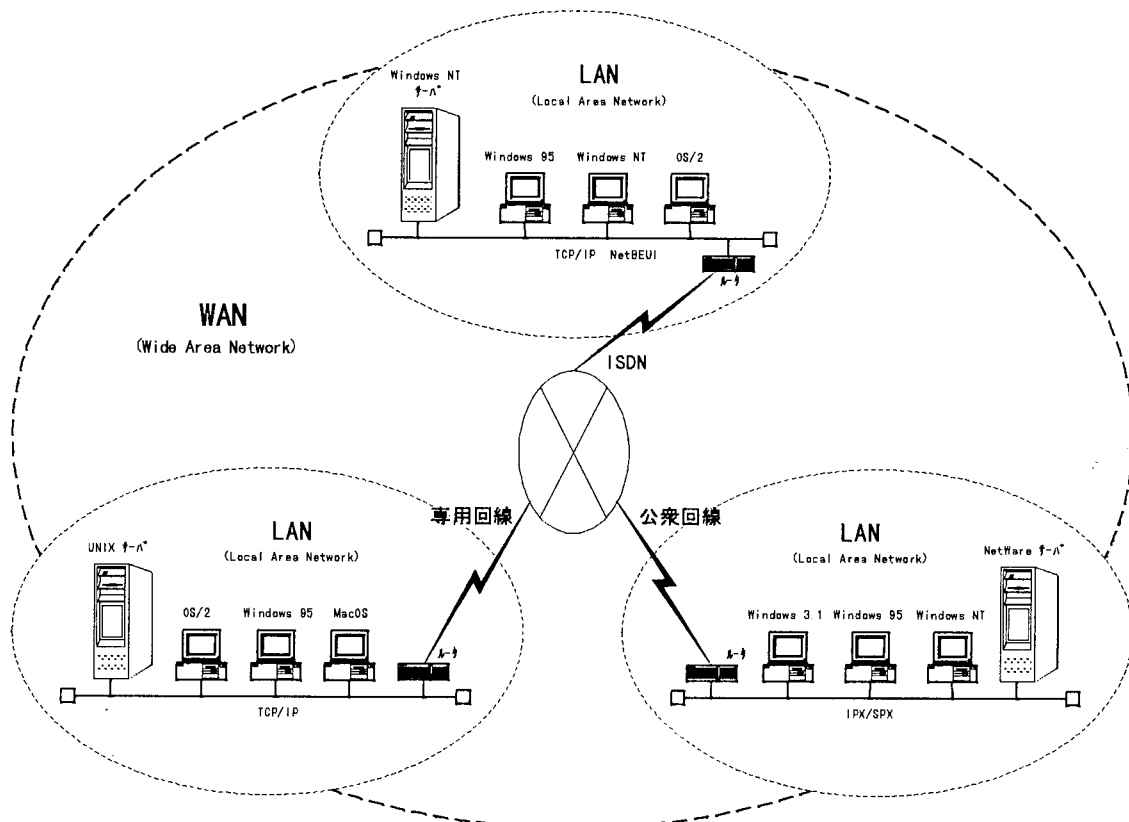 Windows NT
ｻｰﾊﾞ
LAN
(Local Area Network)
Windows 95
Windows NT
OS/2
TCP/IP NetBEUI
ﾙｰﾀ
WAN
(Wide Area Network)
ISDN
専用回線
公衆回線
LAN
(Local Area Network)
UNIX ｻｰﾊﾞ
OS/2
Windows 95
MacOS
ﾙｰﾀ
TCP/IP
LAN
(Local Area Network)
NetWare ｻｰﾊﾞ
Windows 3.1
Windows 95
Windows NT
ﾙｰﾀ
IPX/SPX